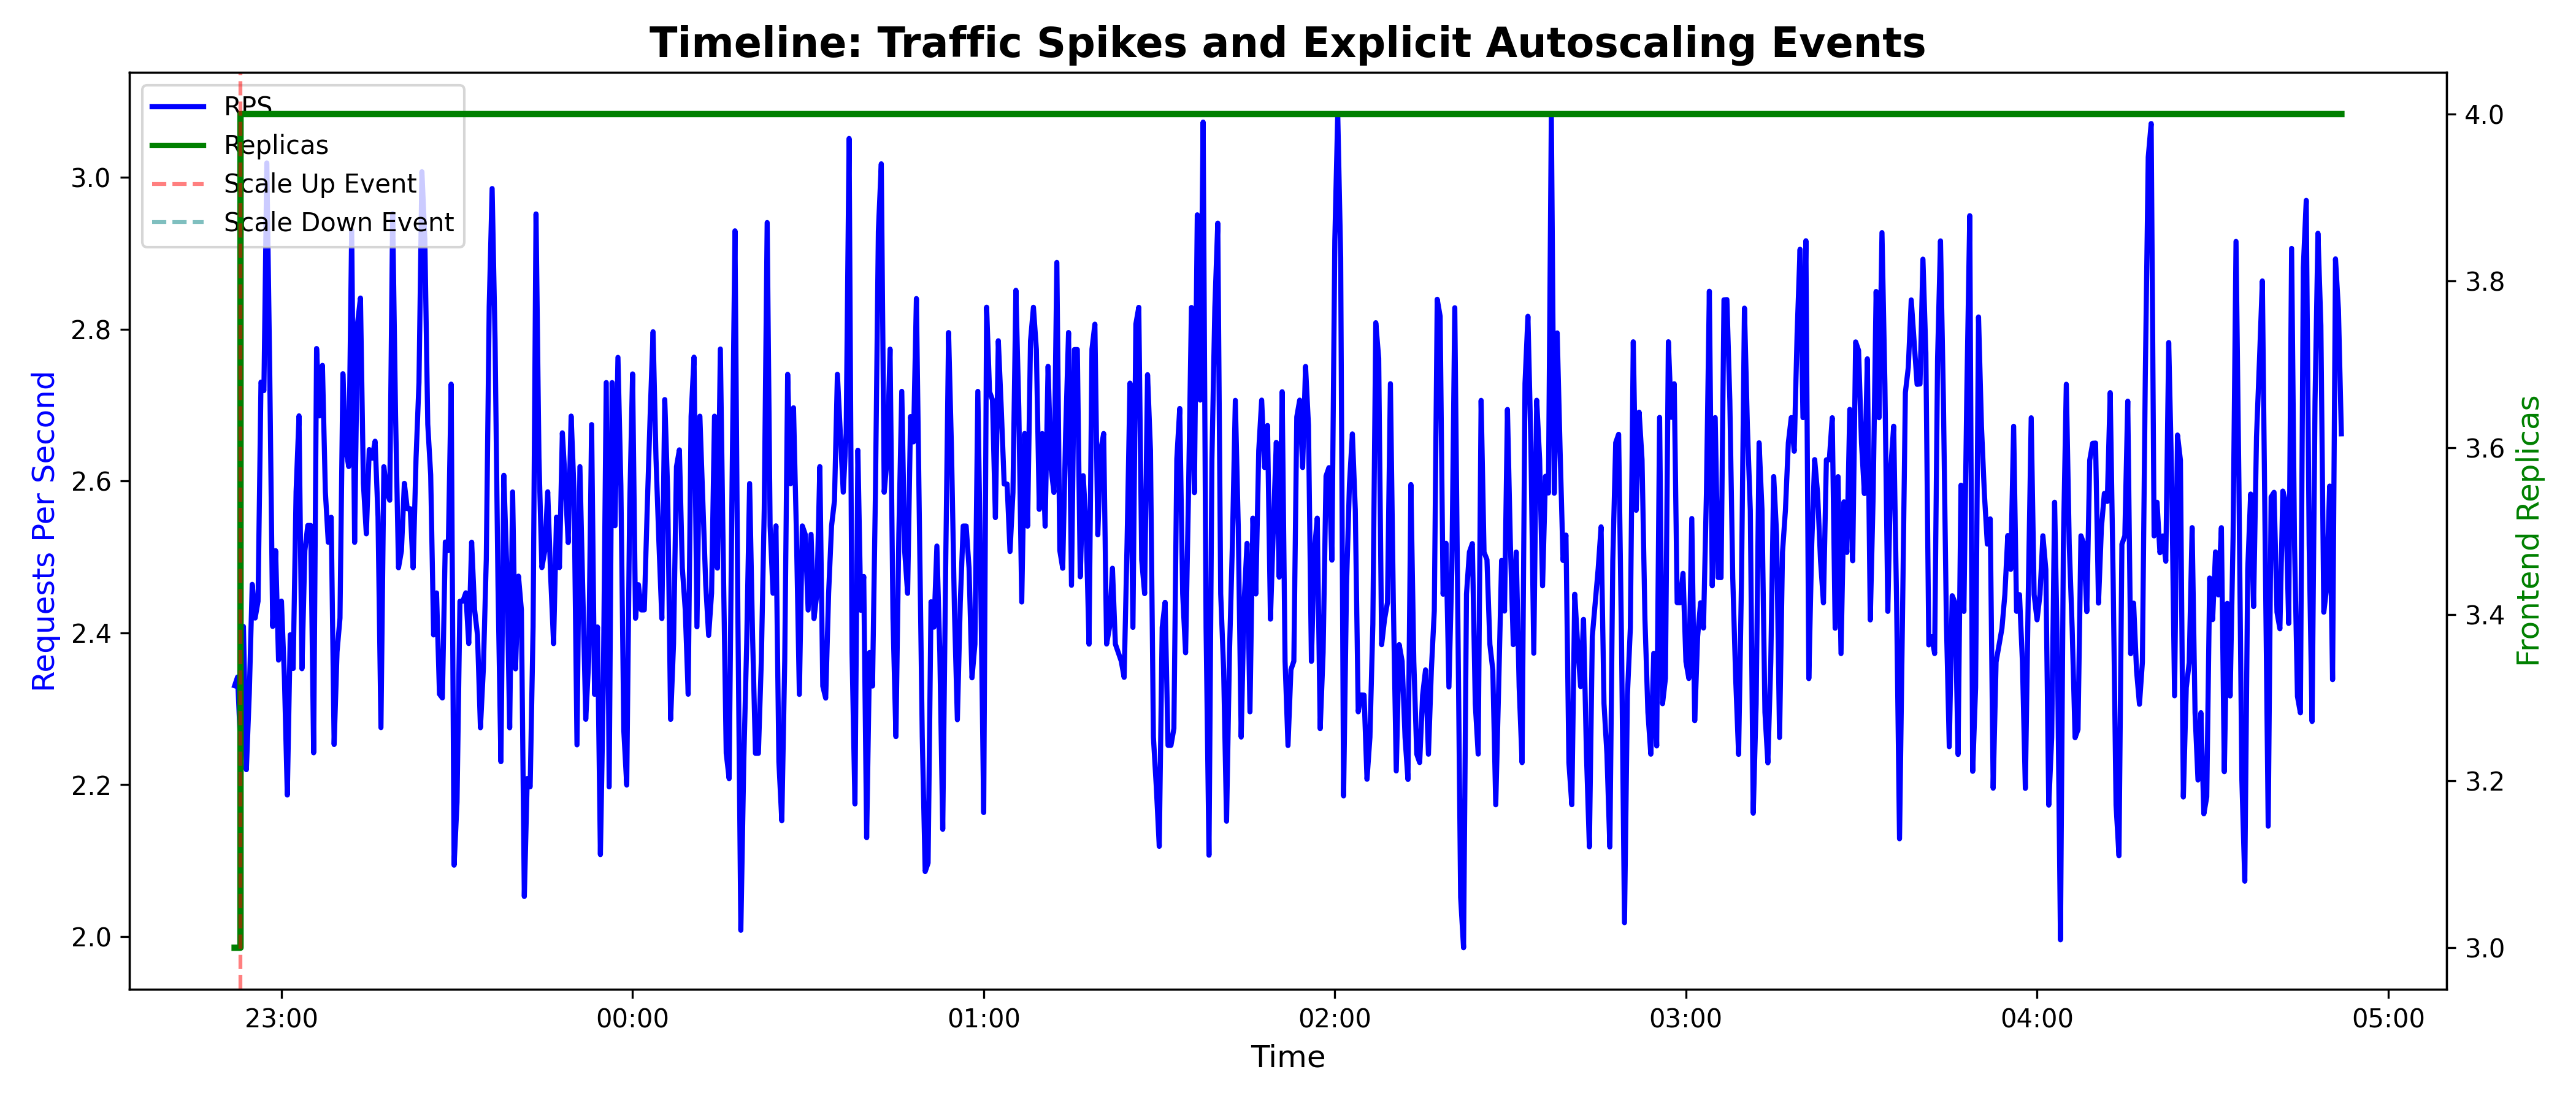 Timeline: Traffic Spikes and Explicit Autoscaling Events
RPS
Replicas
Scale Up Event
Scale Down Event
Requests Per Second
3.0
2.8
2.6
2.4
2.2
2.0
4.0
3.8
3.6
3.4
3.2
3.0
Frontend Replicas
23:00 00:00 01:00 02:00 03:00 04:00 05:00
Time